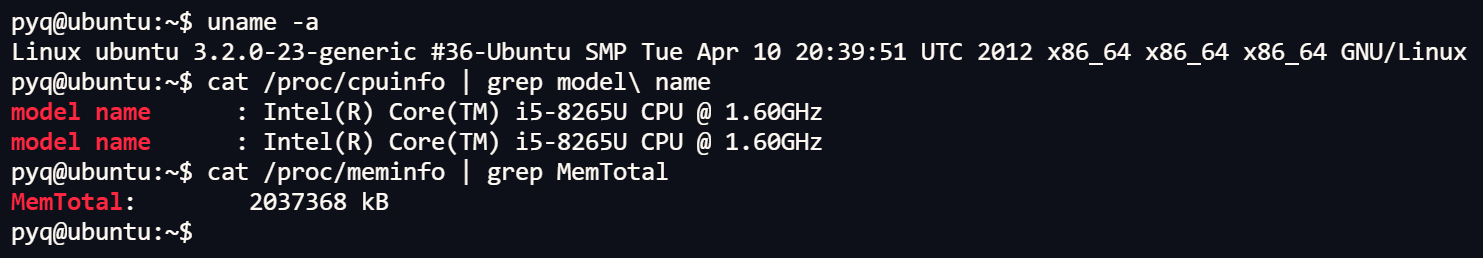 pyq@ubuntu:~$ uname -a
Linux ubuntu 3.2.0-23-generic #36-Ubuntu SMP Tue Apr 10 20:39:51 UTC 2012 x86_64 x86_64 x86_64 GNU/Linux
pyq@ubuntu:~$ cat /proc/cpuinfo | grep model\ name
model name      : Intel(R) Core(TM) i5-8265U CPU @ 1.60GHz
model name      : Intel(R) Core(TM) i5-8265U CPU @ 1.60GHz
pyq@ubuntu:~$ cat /proc/meminfo | grep MemTotal
MemTotal:        2037368 kB
pyq@ubuntu:~$